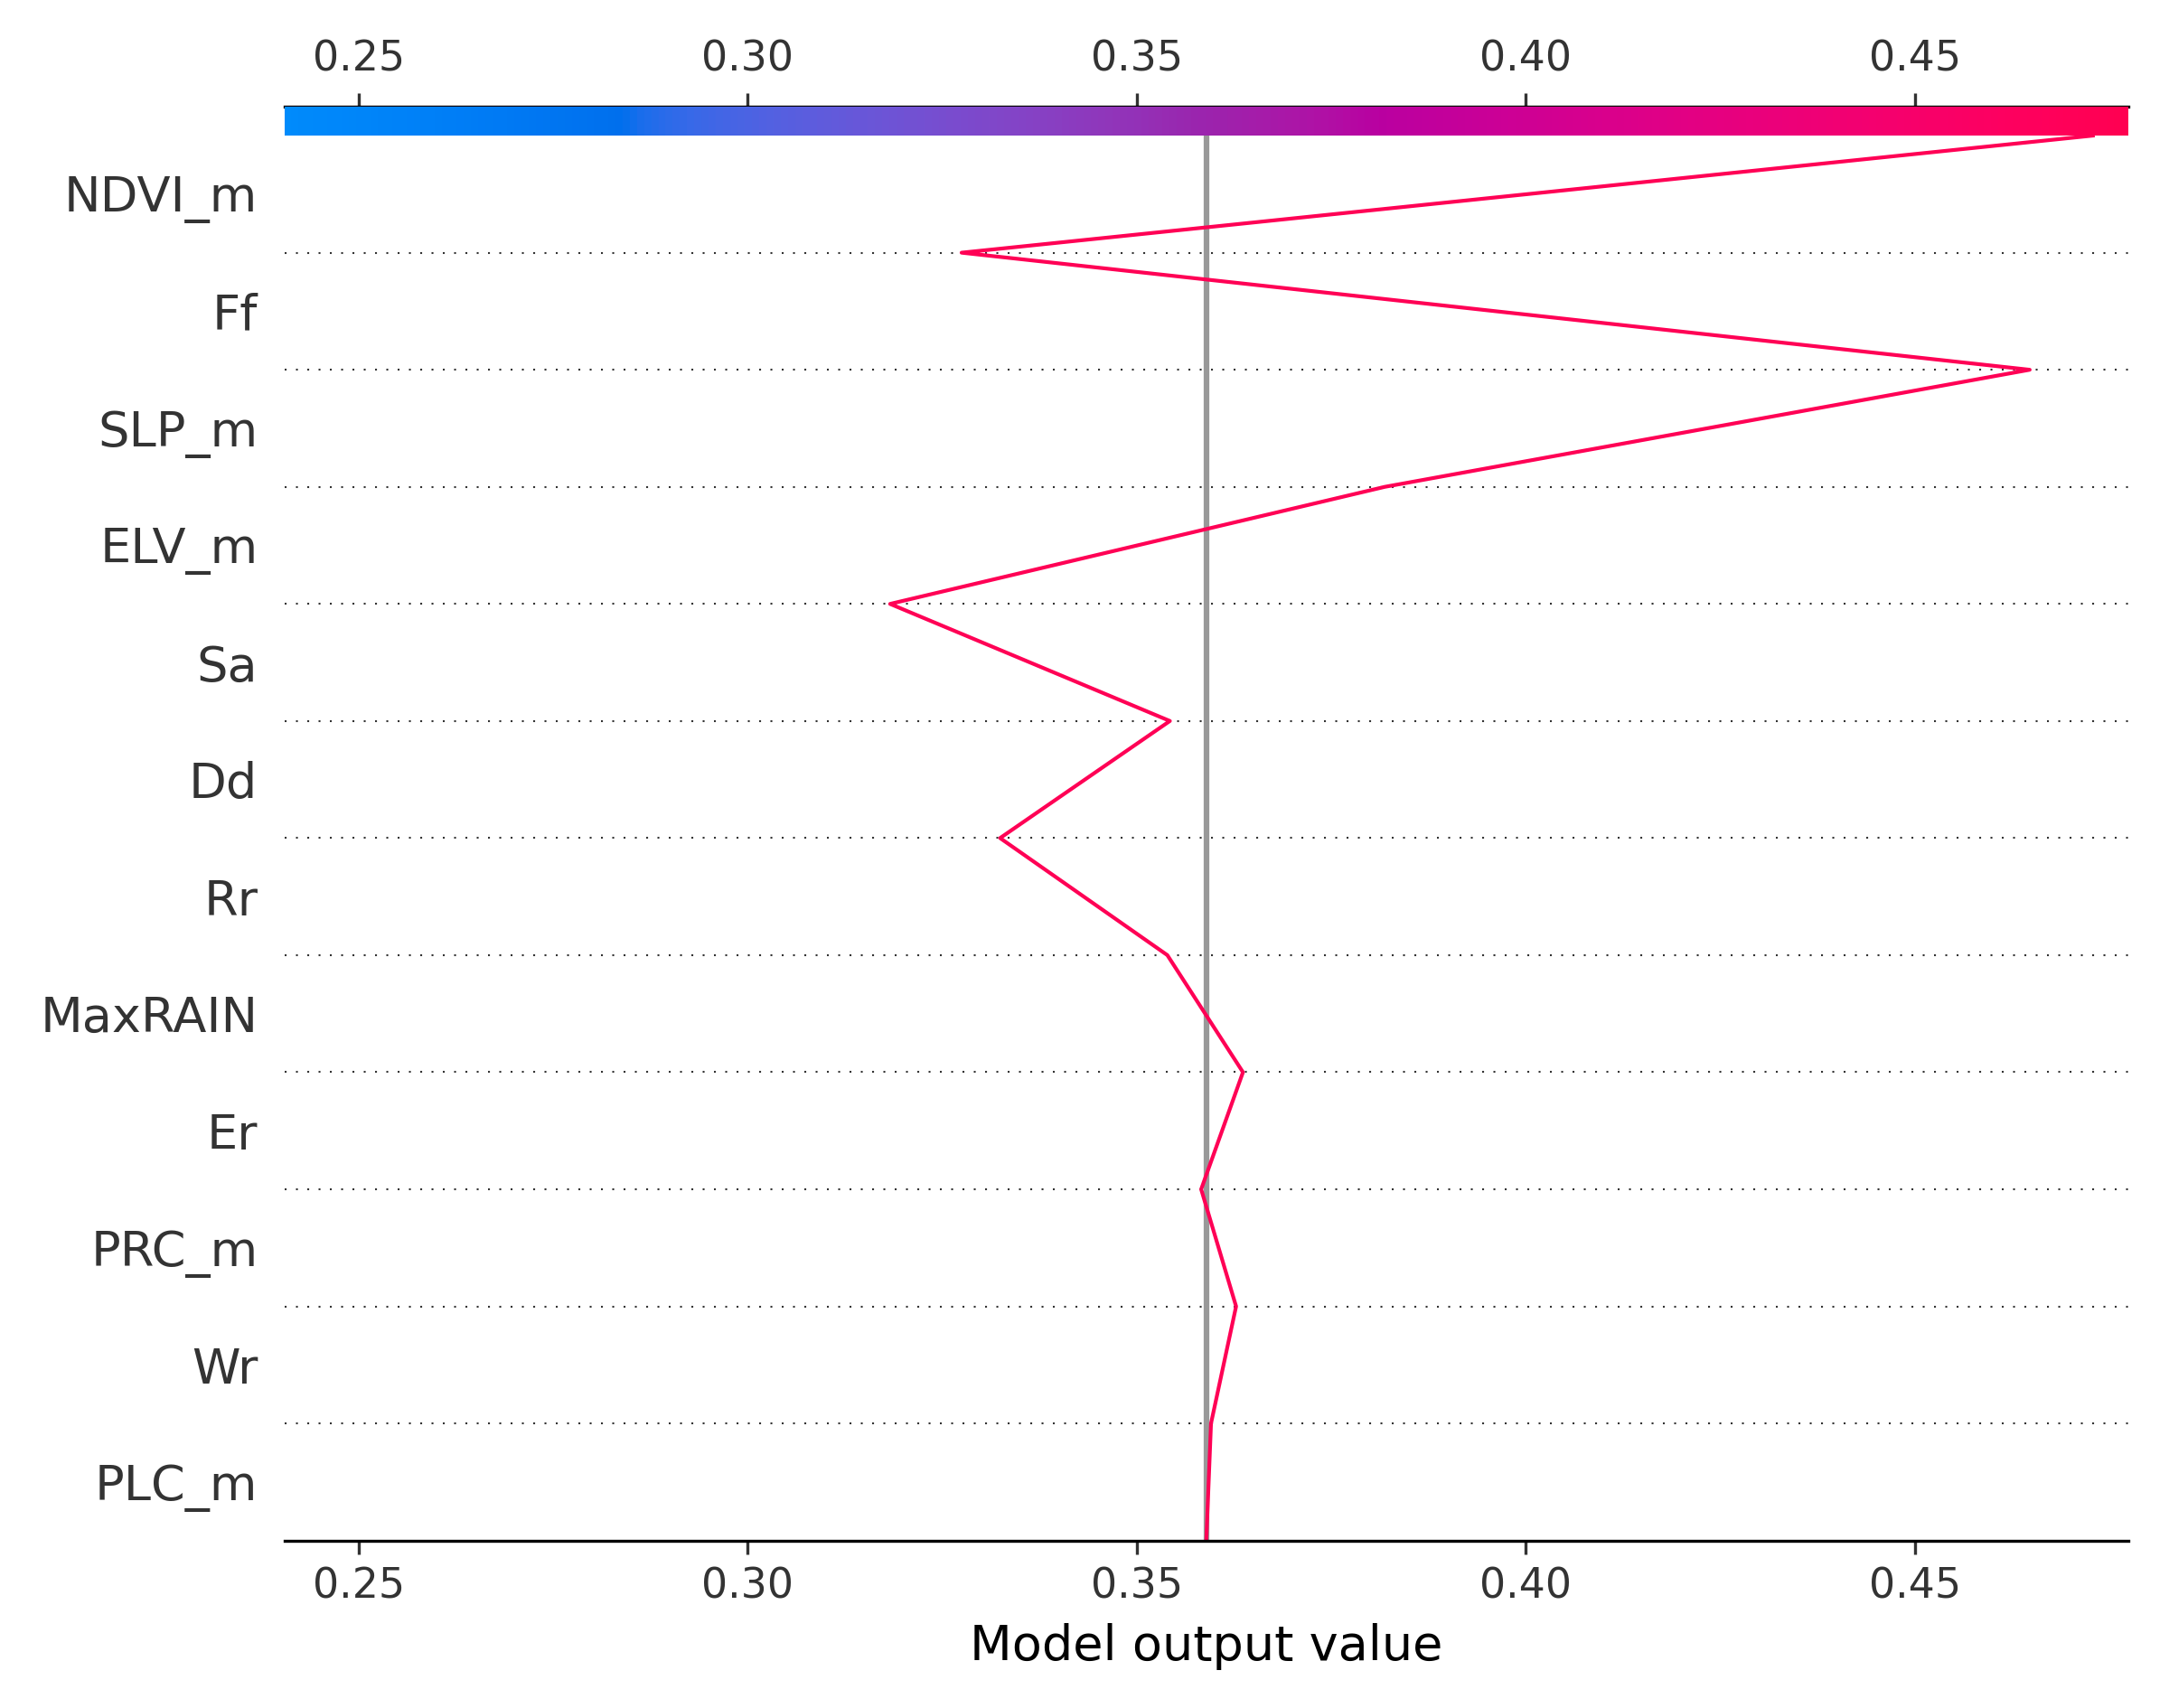 0.25 0.30 0.35 0.40 0.45
NDVI_m
Ff
SLP_m
ELV_m
Sa
Dd
Rr
MaxRAIN
Er
PRC_m
Wr
PLC_m
0.25 0.30 0.35 0.40 0.45
Model output value